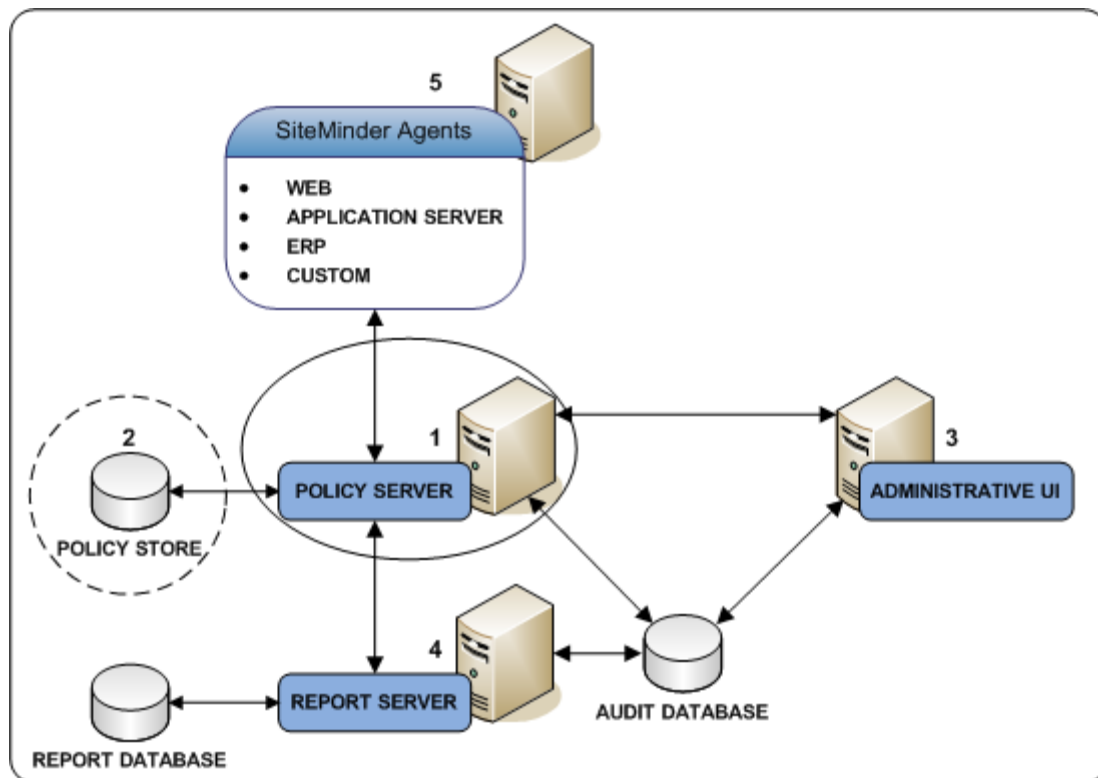 5
SiteMinder Agents
• WEB
• APPLICATION SERVER
• ERP
• CUSTOM
2
1
3
POLICY SERVER
ADMINISTRATIVE UI
POLICY STORE
4
REPORT SERVER
AUDIT DATABASE
REPORT DATABASE